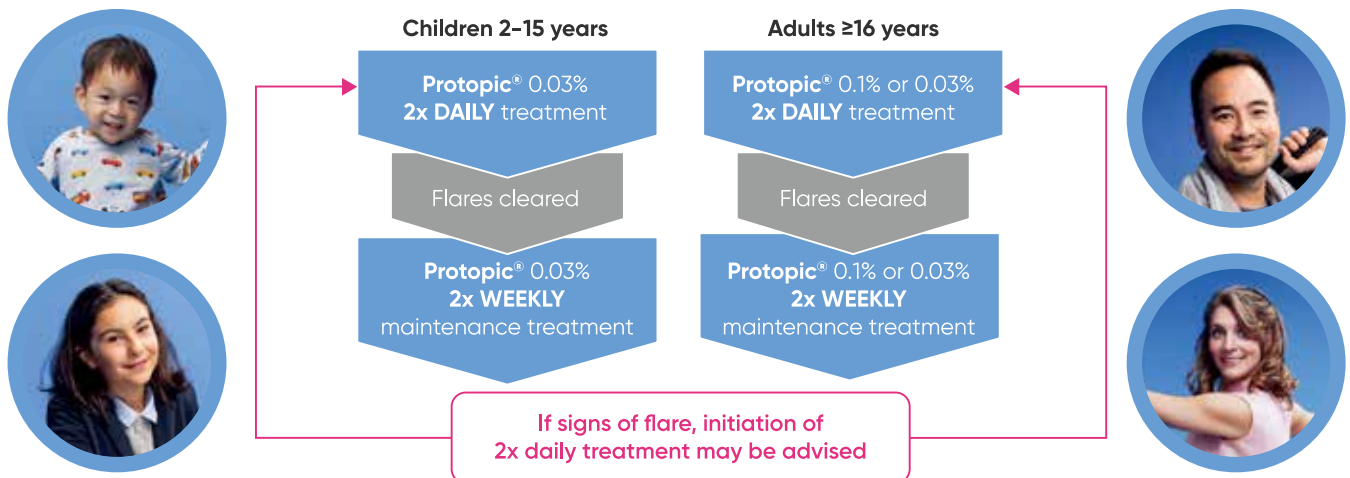 Children 2-15 years
Protopic® 0.03%
2x DAILY treatment
Flares cleared
Protopic® 0.03%
2x WEEKLY
maintenance treatment
Adults ≥16 years
Protopic® 0.1% or 0.03%
2x DAILY treatment
Flares cleared
Protopic® 0.1% or 0.03%
2x WEEKLY
maintenance treatment
If signs of flare, initiation of
2x daily treatment may be advised